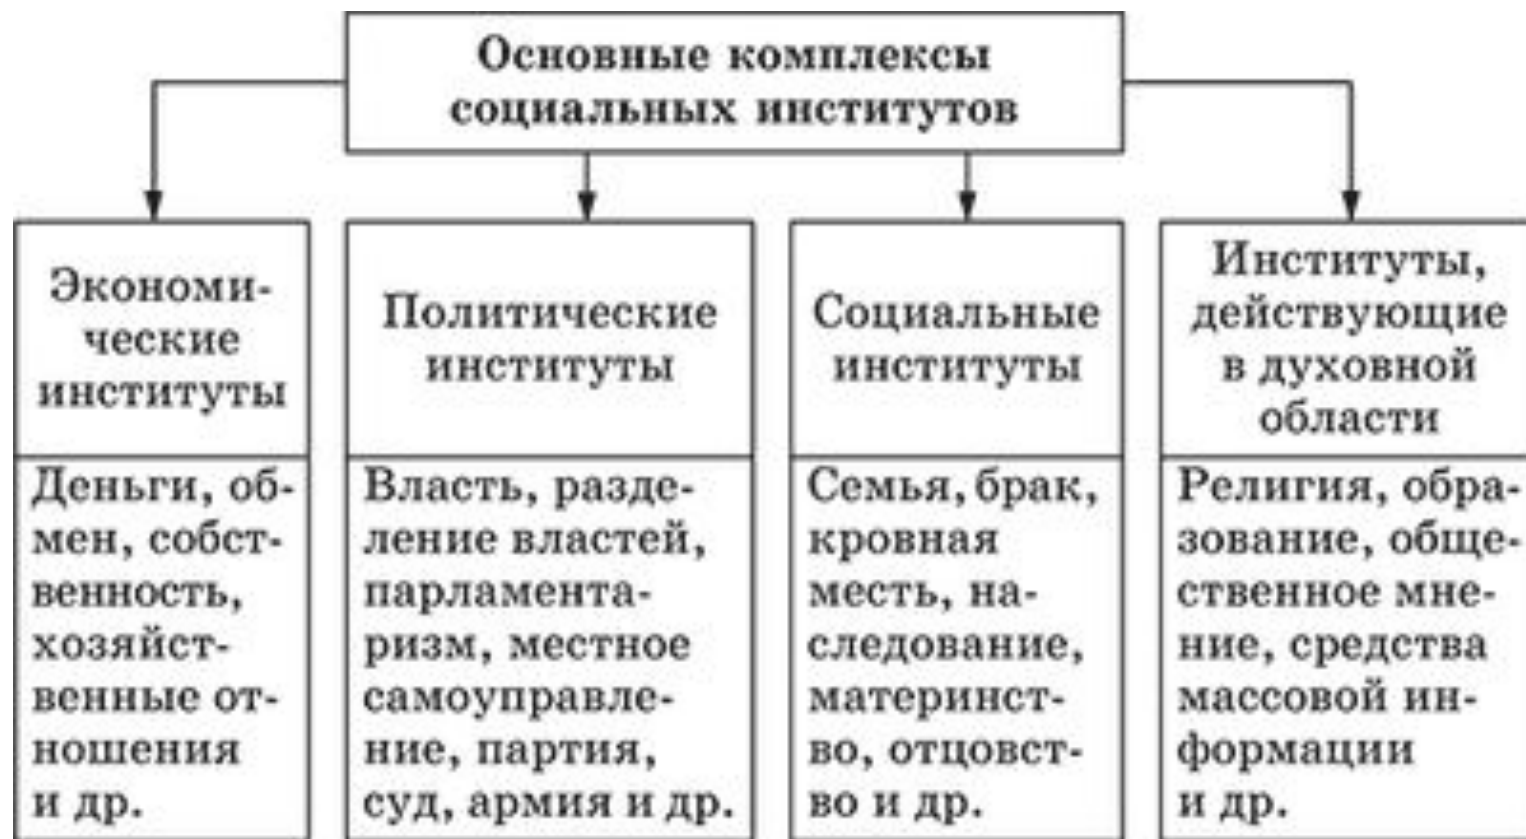 Основные комплексы
социальных институтов
Экономи-
ческие
институты
Деньги, об-
мен, собст-
венность,
хозяйст-
венные от-
ношения
и др.
Политические
институты
Власть, разде-
ление властей,
парламента-
ризм, местное
самоуправле-
ние, партия,
суд, армия и др.
Социальные
институты
Семья, брак,
кровная
месть, на-
следование,
материнст-
во, отцовст-
во и др.
Институты,
действующие
в духовной
области
Религия, обра-
зование, обще-
ственное мне-
ние, средства
массовой ин-
формации
и др.